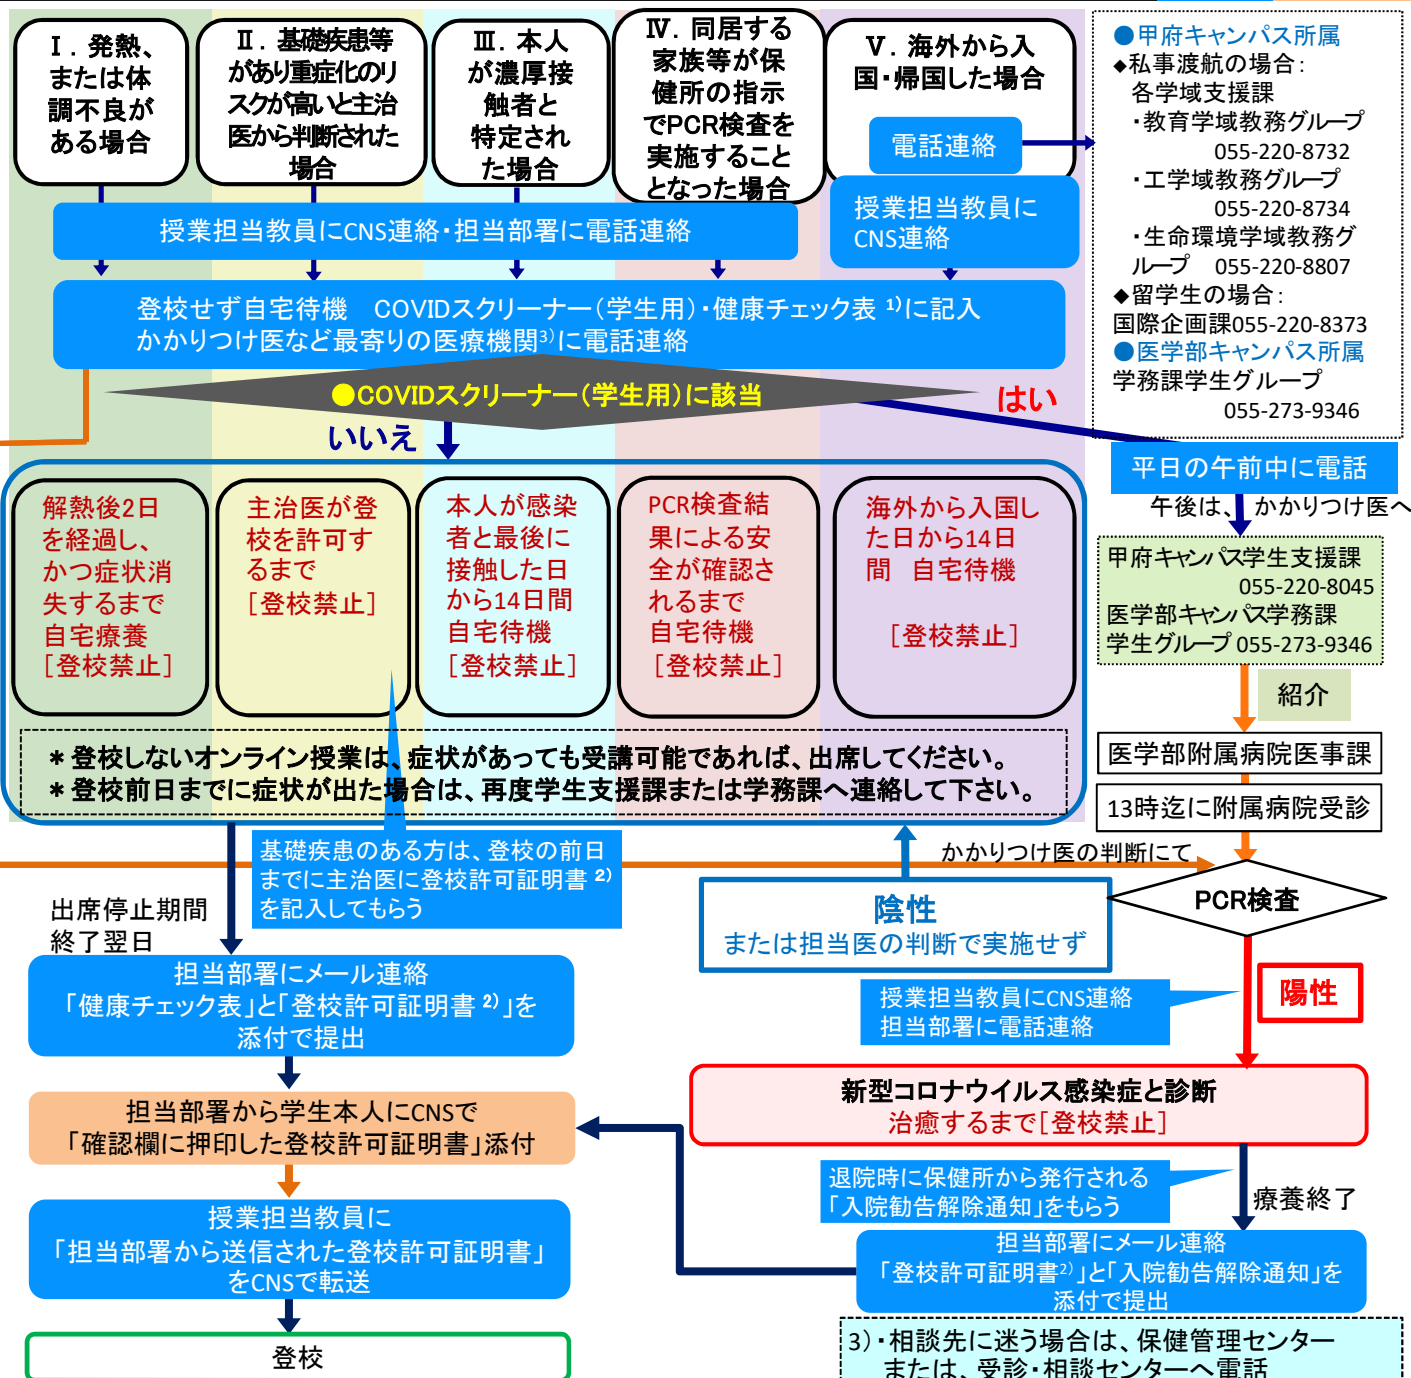 Ⅰ．発熱、
または体
調不良が
ある場合
Ⅱ．基礎疾患等
があり重症化のリ
スクが高いと主治
医から判断された
場合
Ⅲ．本人
が濃厚接
触者と
特定され
た場合
Ⅳ．同居する
家族等が保
健所の指示
でPCR検査を
実施すること
となった場合
Ⅴ．海外から入
国・帰国した場合
電話連絡
●甲府キャンパス所属
◆私事渡航の場合：
各学域支援課
・教育学域教務グループ
055-220-8732
・工学域教務グループ
055-220-8734
・生命環境学域教務グ
ループ 055-220-8807
◆留学生の場合：
国際企画課055-220-8373
●医学部キャンパス所属
学務課学生グループ
055-273-9346
授業担当教員にCNS連絡・担当部署に電話連絡
授業担当教員に
CNS連絡
登校せず自宅待機　COVIDスクリーナー（学生用）・健康チェック表 1)に記入
かかりつけ医など最寄りの医療機関3)に電話連絡
●COVIDスクリーナー（学生用）に該当
はい
いいえ
平日の午前中に電話
午後は、かかりつけ医へ
甲府キャンパス学生支援課
055-220-8045
医学部キャンパス学務課
学生グループ 055-273-9346
紹介
医学部附属病院医事課
13時迄に附属病院受診
解熱後2日
を経過し、
かつ症状消
失するまで
自宅療養
［登校禁止］
主治医が登
校を許可す
るまで
［登校禁止］
本人が感染
者と最後に
接触した日
から14日間
自宅待機
［登校禁止］
PCR検査結
果による安
全が確認さ
れるまで
自宅待機
［登校禁止］
海外から入国し
た日から14日
間　自宅待機
［登校禁止］
＊登校しないオンライン授業は、症状があっても受講可能であれば、出席してください。
＊登校前日までに症状が出た場合は、再度学生支援課または学務課へ連絡して下さい。
基礎疾患のある方は、登校の前日
までに主治医に登校許可証明書 2)
を記入してもらう
かかりつけ医の判断にて
PCR検査
陰性
または担当医の判断で実施せず
陽性
授業担当教員にCNS連絡
担当部署に電話連絡
出席停止期間
終了翌日
担当部署にメール連絡
「健康チェック表」と「登校許可証明書 2)」を
添付で提出
新型コロナウイルス感染症と診断
治癒するまで［登校禁止］
担当部署から学生本人にCNSで
「確認欄に押印した登校許可証明書」添付
退院時に保健所から発行される
「入院勧告解除通知」をもらう
療養終了
授業担当教員に
「担当部署から送信された登校許可証明書」
をCNSで転送
担当部署にメール連絡
「登校許可証明書2)」と「入院勧告解除通知」を
添付で提出
登校
3）・相談先に迷う場合は、保健管理センター
または、受診・相談センターへ電話